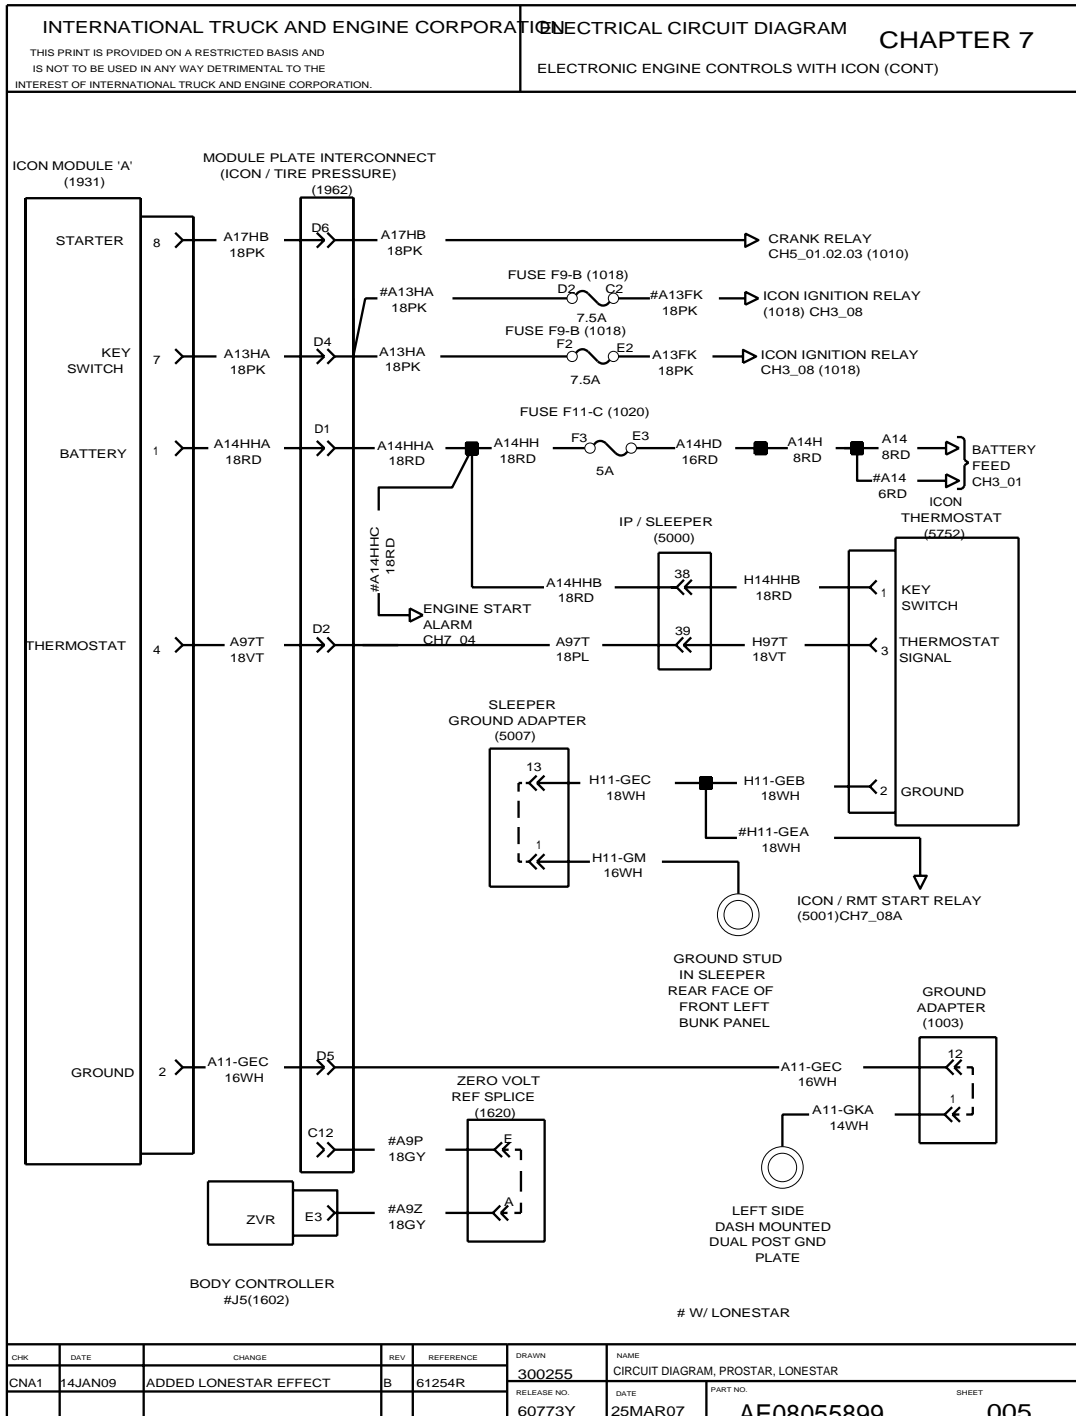 INTERNATIONAL TRUCK AND ENGINE CORPORATION
THIS PRINT IS PROVIDED ON A RESTRICTED BASIS AND
IS NOT TO BE USED IN ANY WAY DETRIMENTAL TO THE
INTEREST OF INTERNATIONAL TRUCK AND ENGINE CORPORATION.
ELECTRICAL CIRCUIT DIAGRAM
CHAPTER 7
ELECTRONIC ENGINE CONTROLS WITH ICON (CONT)
ICON MODULE 'A'
(1931)
MODULE PLATE INTERCONNECT
(ICON / TIRE PRESSURE)
(1962)
STARTER
8
A17HB
18PK
D6
A17HB
18PK
CRANK RELAY
CH5_01.02.03 (1010)
#A13HA
18PK
FUSE F9-B (1018)
D2
C2
7.5A
#A13FK
18PK
ICON IGNITION RELAY
(1018) CH3_08
KEY
SWITCH
7
A13HA
18PK
D4
A13HA
18PK
FUSE F9-B (1018)
F2
E2
7.5A
A13FK
18PK
ICON IGNITION RELAY
CH3_08 (1018)
BATTERY
1
A14HHA
18RD
D1
A14HHA
18RD
A14HH
18RD
FUSE F11-C (1020)
F3
E3
5A
A14HD
16RD
A14H
8RD
A14
8RD
#A14
6RD
BATTERY
FEED
CH3_01
#A14HHC
18RD
ENGINE START
ALARM
CH7_04
IP / SLEEPER
(5000)
ICON
THERMOSTAT
(5752)
A14HHB
18RD
38
H14HHB
18RD
1
KEY
SWITCH
THERMOSTAT
4
A97T
18VT
D2
A97T
18PL
39
H97T
18VT
3
THERMOSTAT
SIGNAL
SLEEPER
GROUND ADAPTER
(5007)
13
H11-GEC
18WH
H11-GEB
18WH
2
GROUND
#H11-GEA
18WH
1
H11-GM
16WH
ICON / RMT START RELAY
(5001)CH7_08A
GROUND STUD
IN SLEEPER
REAR FACE OF
FRONT LEFT
BUNK PANEL
GROUND
ADAPTER
(1003)
GROUND
2
A11-GEC
16WH
D5
A11-GEC
16WH
12
ZERO VOLT
REF SPLICE
(1620)
A11-GKA
14WH
1
C12
#A9P
18GY
E
ZVR
E3
#A9Z
18GY
A
LEFT SIDE
DASH MOUNTED
DUAL POST GND
PLATE
BODY CONTROLLER
#J5(1602)
# W/ LONESTAR
CHK DATE CHANGE REV REFERENCE
CNA1 14JAN09 ADDED LONESTAR EFFECT B 61254R
DRAWN
300255
NAME
CIRCUIT DIAGRAM, PROSTAR, LONESTAR
RELEASE NO.
60773Y
DATE
25MAR07
PART NO.
AE08055899
SHEET
005